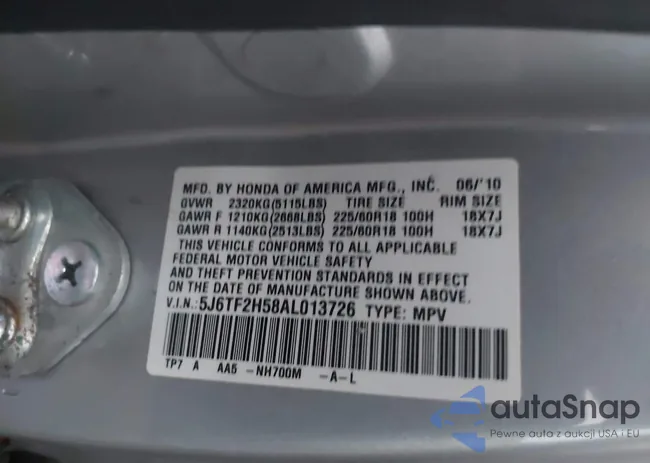 MFD. BY HONDA OF AMERICA MFG., INC. 06/'10
GVWR 2320KG(5115LBS) TIRE SIZE RIM SIZE
GAWR F 1210KG(2668LBS) 225/60R18 100H 18X7J
GAWR R 1140KG(2513LBS) 225/60R18 100H 18X7J
THIS VEHICLE CONFORMS TO ALL APPLICABLE
FEDERAL MOTOR VEHICLE SAFETY
AND THEFT PREVENTION STANDARDS IN EFFECT
ON THE DATE OF MANUFACTURE SHOWN ABOVE.
V.I.N.:5J6TF2H58AL013726 TYPE: MPV
TP7 A AA5 -NH700M -A-L
autaSnap
Pewne auta z aukcji USA i EU